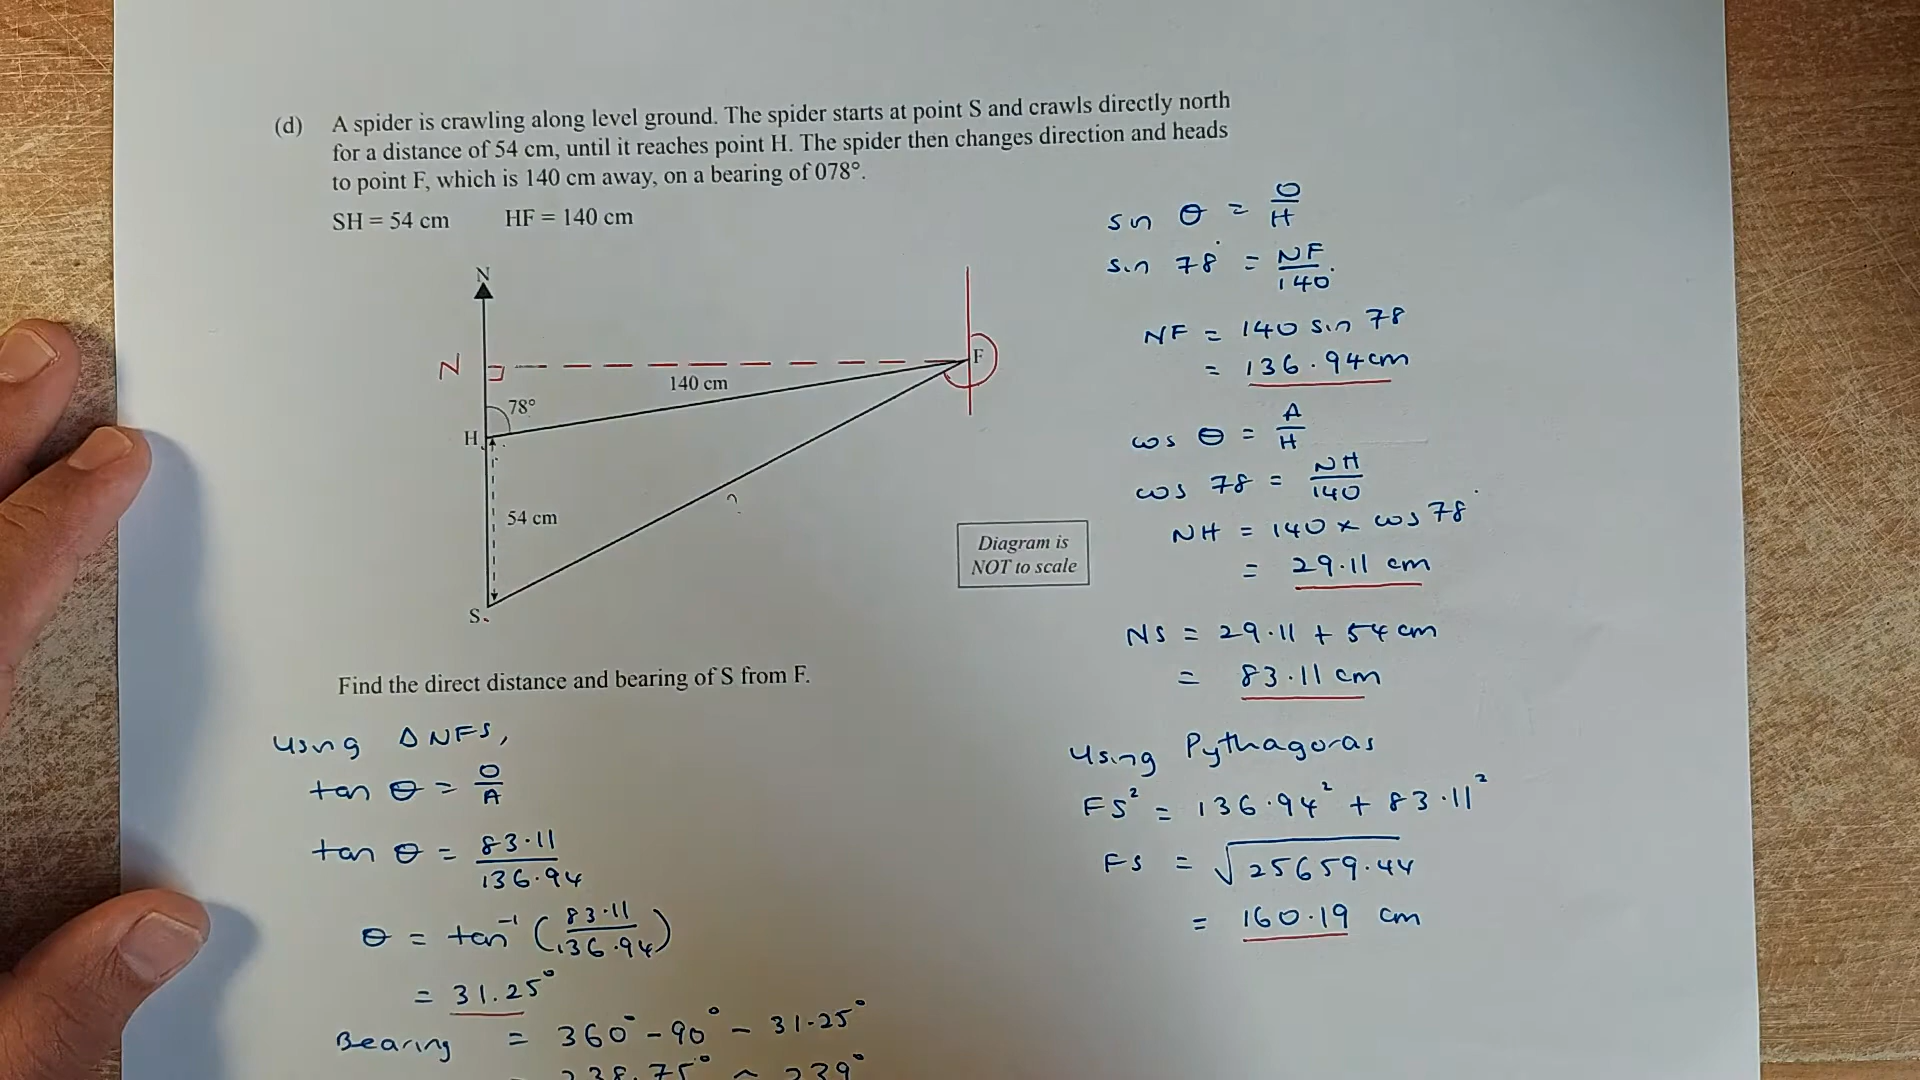 (d) A spider is crawling along level ground. The spider starts at point S and crawls directly north
for a distance of 54 cm, until it reaches point H. The spider then changes direction and heads
to point F, which is 140 cm away, on a bearing of 078°.
SH = 54 cm HF = 140 cm
N
N
F
140 cm
78°
H
54 cm
?
S
Diagram is
NOT to scale
Find the direct distance and bearing of S from F.
Using Δ NFS,
tan θ = O/A
tan θ = 83.11/136.94
θ = tan⁻¹ (83.11/136.94)
= 31.25°
Bearing = 360° - 90° - 31.25°
= 238.75° ~ 239°
sin θ = O/H
sin 78° = NF/140
NF = 140 sin 78
= 136.94cm
cos θ = A/H
cos 78 = NH/140
NH = 140 x cos 78
= 29.11 cm
NS = 29.11 + 54 cm
= 83.11 cm
Using Pythagoras
FS² = 136.94² + 83.11²
FS = √25659.44
= 160.19 cm